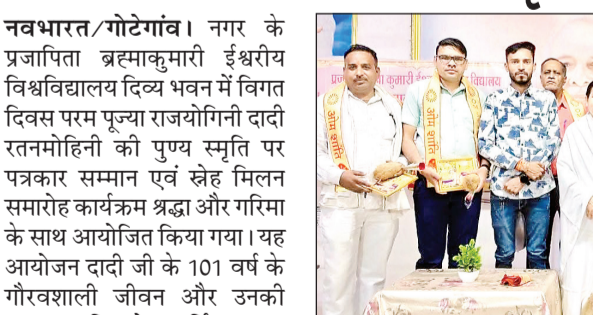 नवभारत/गोटेगांव। नगर के
प्रजापिता ब्रह्माकुमारी ईश्वरीय
विश्वविद्यालय दिव्य भवन में विगत
दिवस परम पूज्या राजयोगिनी दादी
रतनमोहिनी की पुण्य स्मृति पर
पत्रकार सम्मान एवं स्नेह मिलन
समारोह कार्यक्रम श्रद्धा और गरिमा
के साथ आयोजित किया गया। यह
आयोजन दादी जी के 101 वर्ष के
गौरवशाली जीवन और उनकी
ओम शान्ति
ओम शान्ति